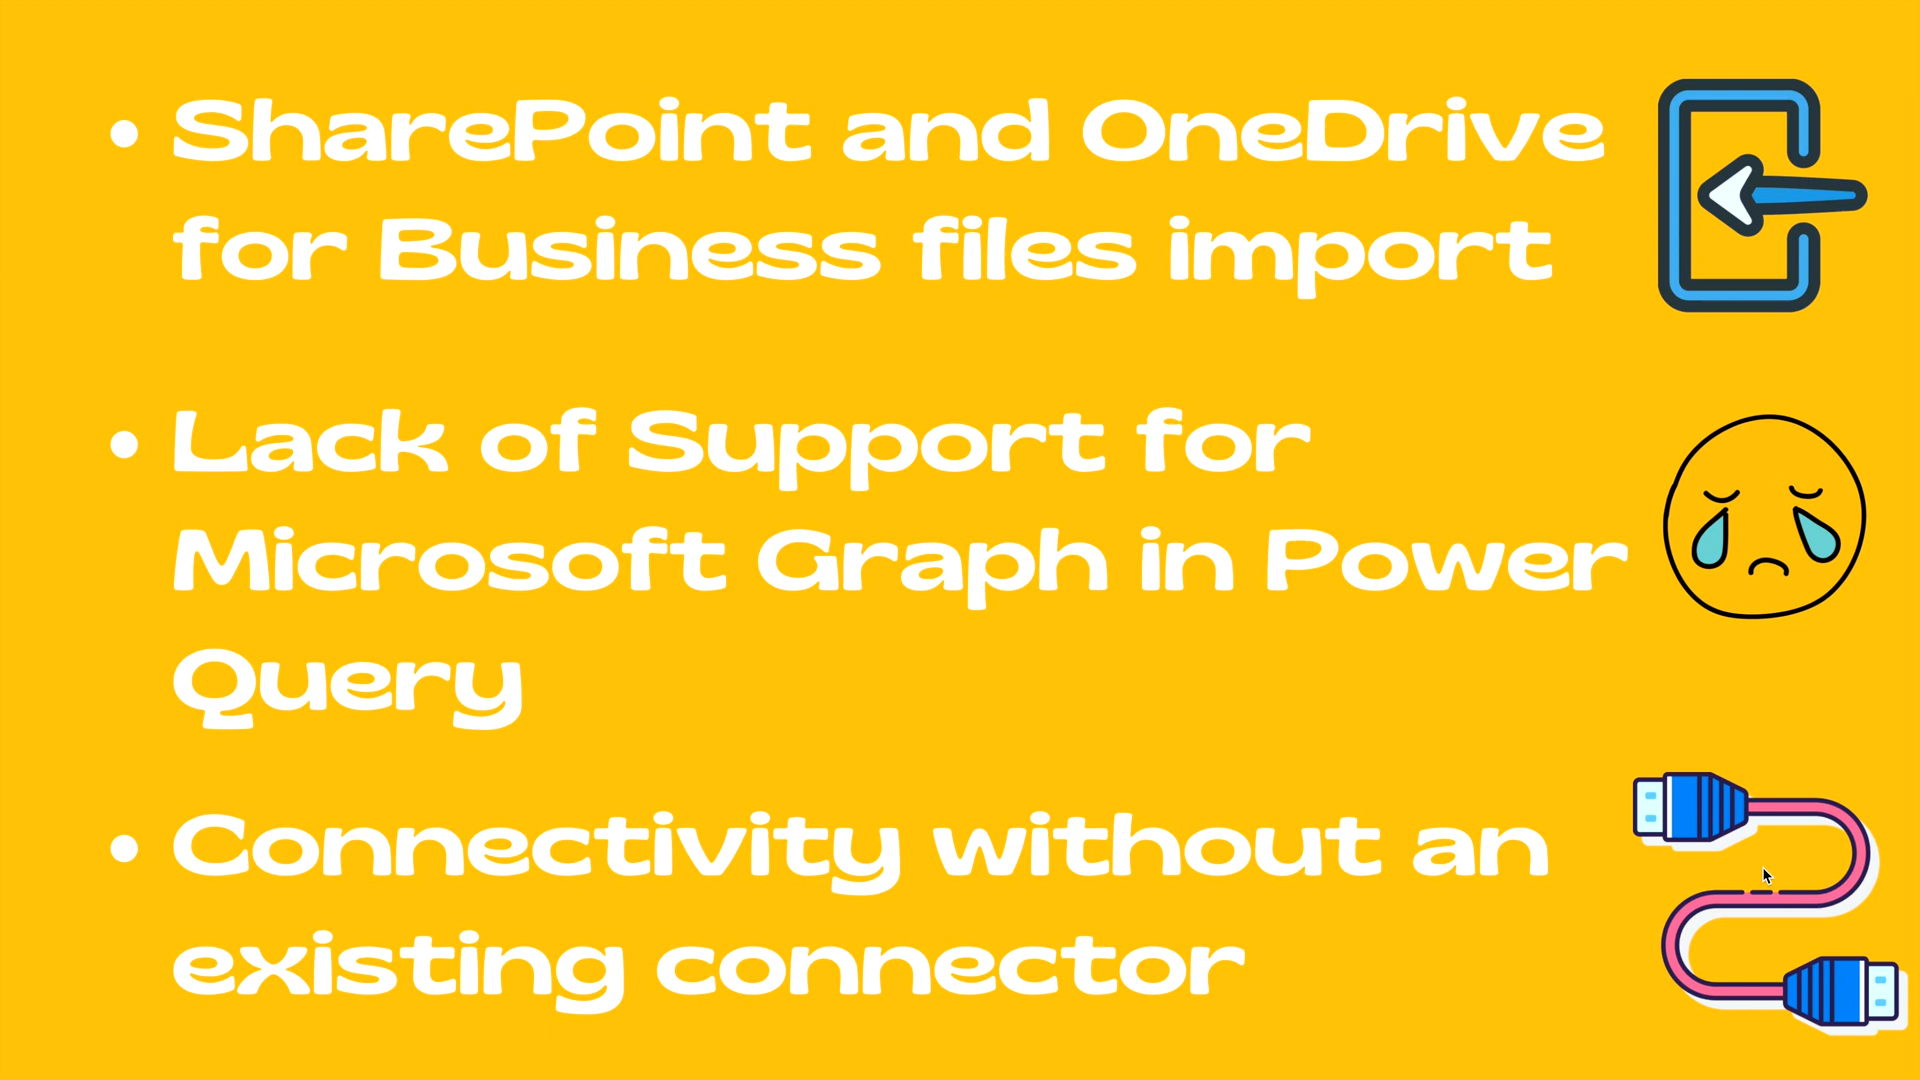 • SharePoint and OneDrive
for Business files import
• Lack of Support for
Microsoft Graph in Power
Query
• Connectivity without an
existing connector